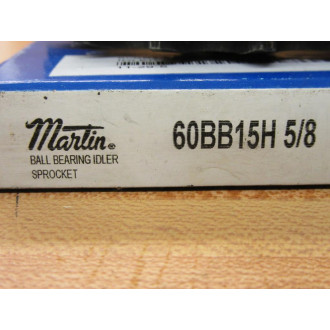 Martin®
60BB15H 5/8
BALL BEARING IDLER
SPROCKET